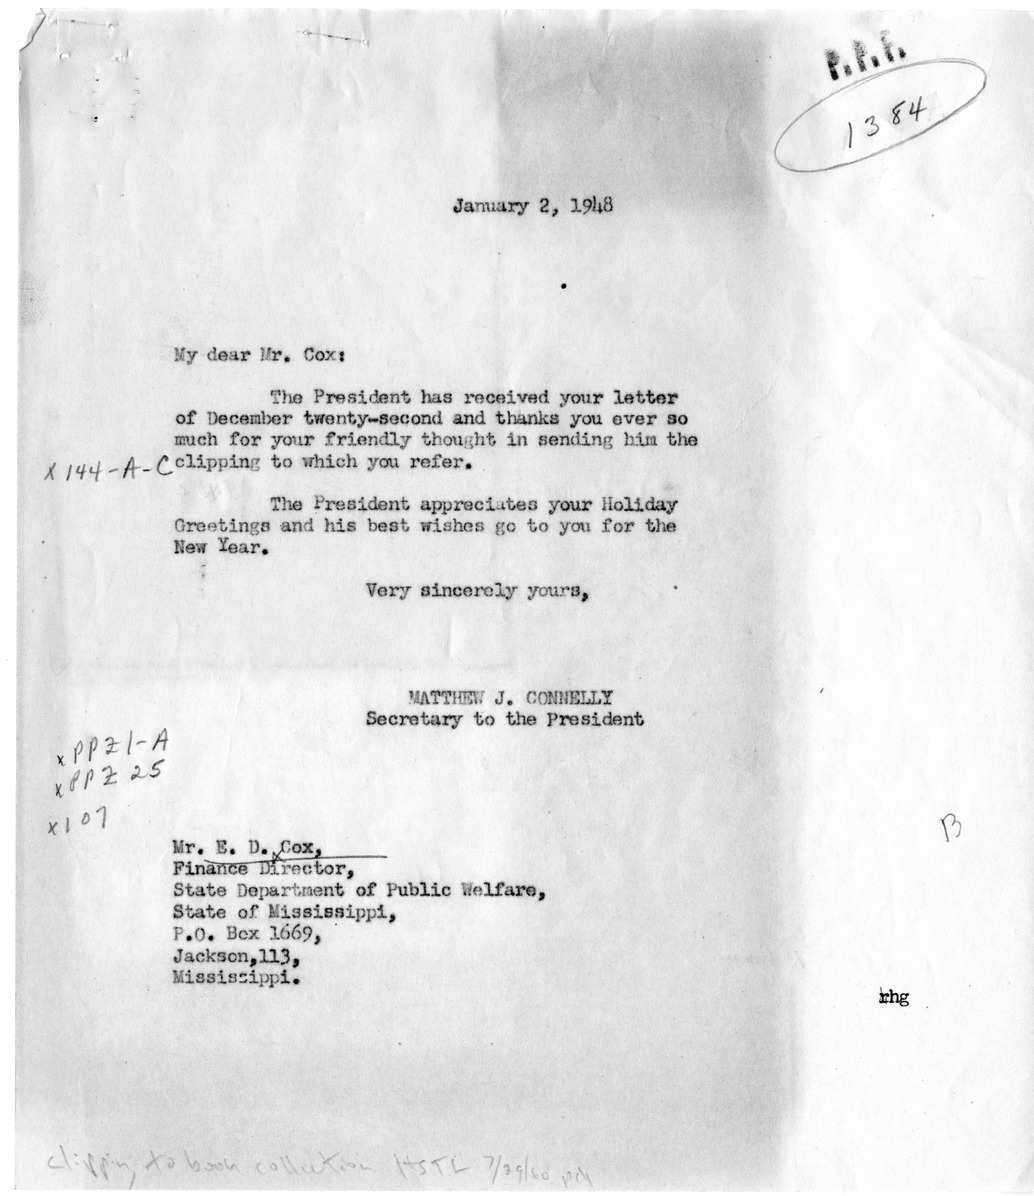 P.P.F.
1384
January 2, 1948
My dear Mr. Cox:
The President has received your letter
of December twenty-second and thanks you ever so
much for your friendly thought in sending him the
x 144-A-C clipping to which you refer.
The President appreciates your Holiday
Greetings and his best wishes go to you for the
New Year.
Very sincerely yours,
MATTHEW J. CONNELLY
Secretary to the President
x PPZ1-A
x PPZ 25
x 107
B
Mr. E. D. Cox,
Finance Director,
State Department of Public Welfare,
State of Mississippi,
P.O. Box 1669,
Jackson,113,
Mississippi.
rhg
clipping to book collection HSTL 7/29/60